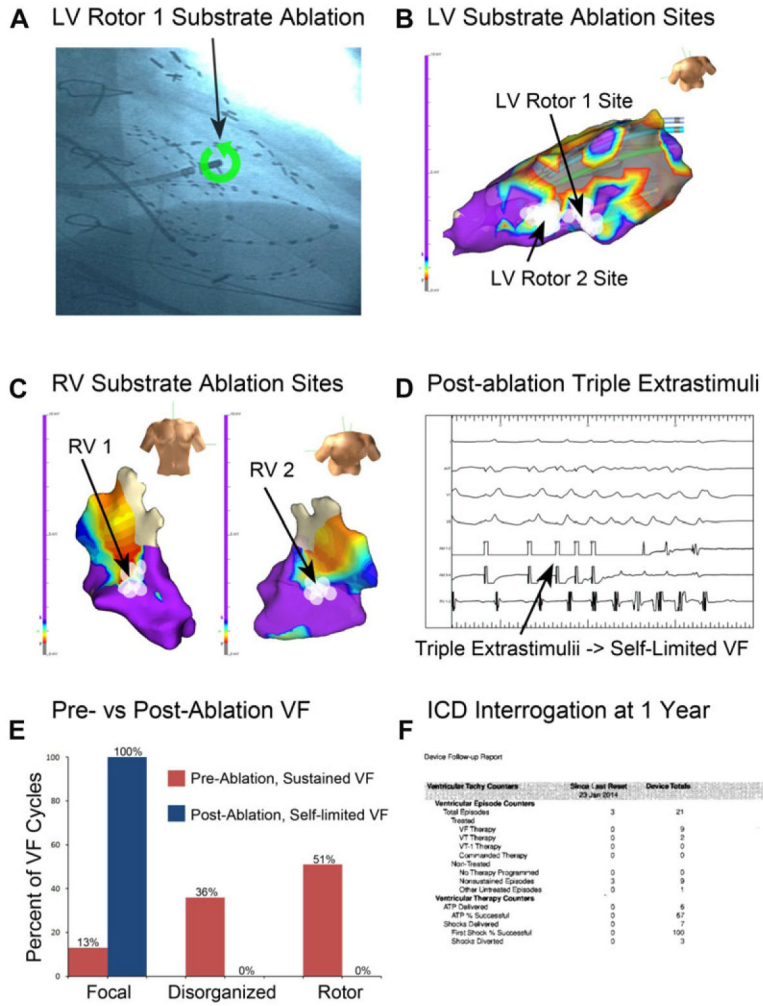 A LV Rotor 1 Substrate Ablation
B LV Substrate Ablation Sites
LV Rotor 1 Site
LV Rotor 2 Site
C RV Substrate Ablation Sites
RV 1
RV 2
D Post-ablation Triple Extrastimuli
Triple Extrastimulii -> Self-Limited VF
E Pre- vs Post-Ablation VF
Percent of VF Cycles
100
80
60
40
20
0
Pre-Ablation, Sustained VF
Post-Ablation, Self-limited VF
13%
100%
36%
0%
51%
0%
Focal Disorganized Rotor
F ICD Interrogation at 1 Year
Device Follow-up Report
Ventricular Tachy Counters Since Last Reset Device Totals
23 Jan 2014
Ventricular Episode Counters
Total Episodes 3 21
Treated
VF Therapy 0 9
VT Therapy 0 2
VT-1 Therapy 0 0
Commanded Therapy 0 0
Non-Treated
No Therapy Programmed 0 0
Nonsustained Episodes 3 9
Other Untreated Episodes 0 1
Ventricular Therapy Counters
ATP Delivered 0 6
ATP % Successful 0 67
Shocks Delivered 0 7
First Shock % Successful 0 100
Shocks Diverted 0 3